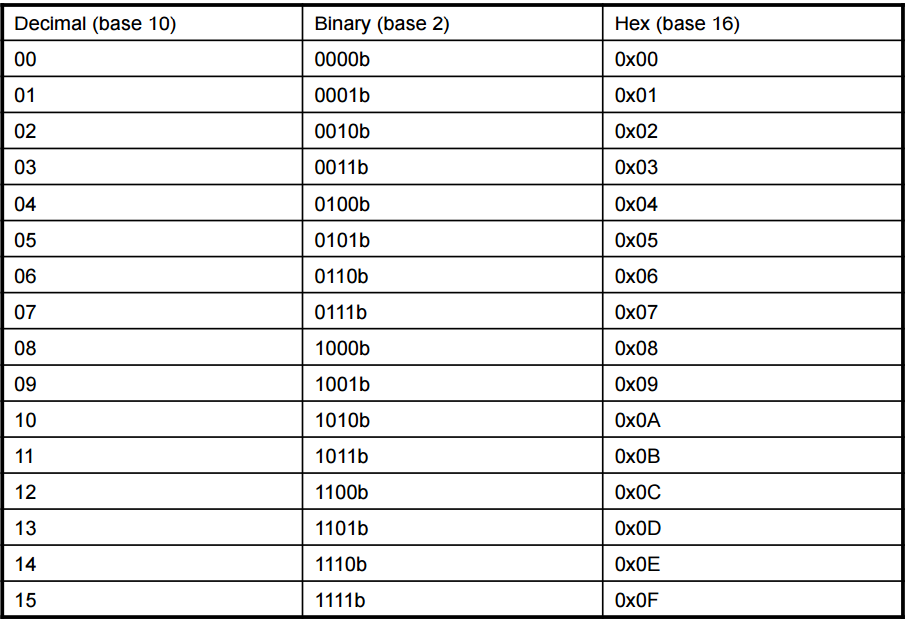 Decimal (base 10) Binary (base 2) Hex (base 16)
00 0000b 0x00
01 0001b 0x01
02 0010b 0x02
03 0011b 0x03
04 0100b 0x04
05 0101b 0x05
06 0110b 0x06
07 0111b 0x07
08 1000b 0x08
09 1001b 0x09
10 1010b 0x0A
11 1011b 0x0B
12 1100b 0x0C
13 1101b 0x0D
14 1110b 0x0E
15 1111b 0x0F